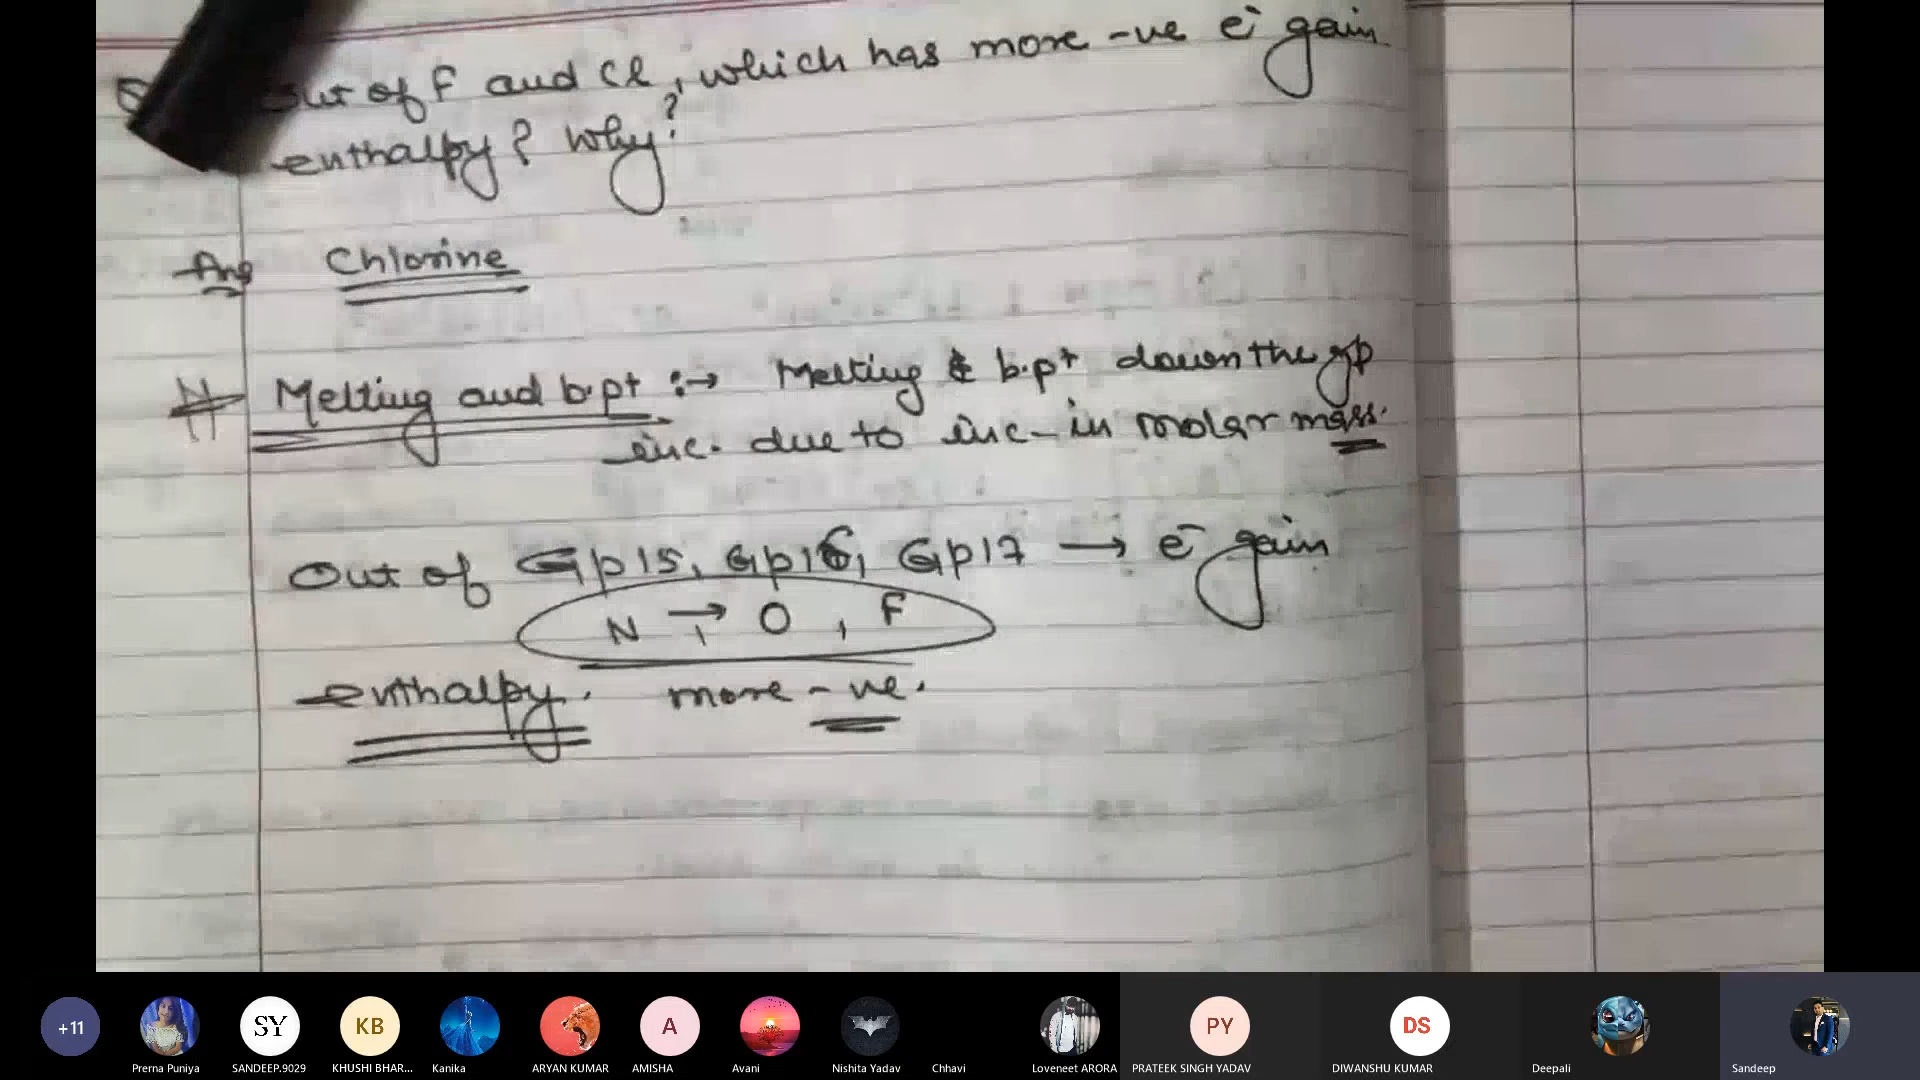 out of F and Cl, which has more -ve e⁻ gain
enthalpy? Why?
Ans Chlorine
# Melting and b.pt :→ Melting & b.pt down the gp
inc. due to inc- in molar mass.
Out of Gp15, Gp16, Gp17 → e⁻ gain
N → , O , F
enthalpy. more -ve.
+11
SY
KB
A
PY
DS
Prerna Puniya
SANDEEP.9029
KHUSHI BHAR...
Kanika
ARYAN KUMAR
AMISHA
Avani
Nishita Yadav
Chhavi
Loveneet ARORA
PRATEEK SINGH YADAV
DIWANSHU KUMAR
Deepali
Sandeep